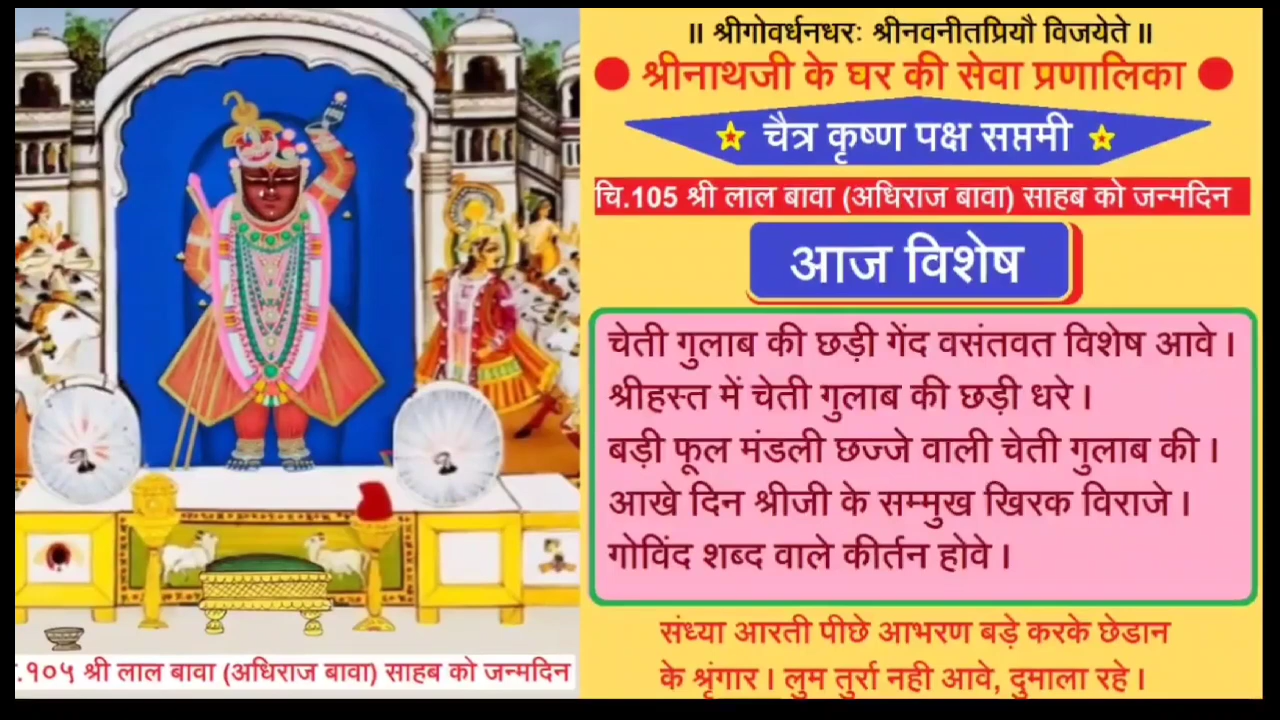 ॥ श्रीगोवर्धनधरः श्रीनवनीतप्रियौ विजयेते ॥
श्रीनाथजी के घर की सेवा प्रणालिका
चैत्र कृष्ण पक्ष सप्तमी
चि.105 श्री लाल बावा (अधिराज बावा) साहब को जन्मदिन
आज विशेष
चेती गुलाब की छड़ी गेंद वसंतवत विशेष आवे ।
श्रीहस्त में चेती गुलाब की छड़ी धरे ।
बड़ी फूल मंडली छज्जे वाली चेती गुलाब की ।
आखे दिन श्रीजी के सम्मुख खिरक विराजे ।
गोविंद शब्द वाले कीर्तन होवे ।
संध्या आरती पीछे आभरण बड़े करके छेडान
के श्रृंगार । लुम तुर्रा नही आवे, दुमाला रहे ।
.१०५ श्री लाल बावा (अधिराज बावा) साहब को जन्मदिन